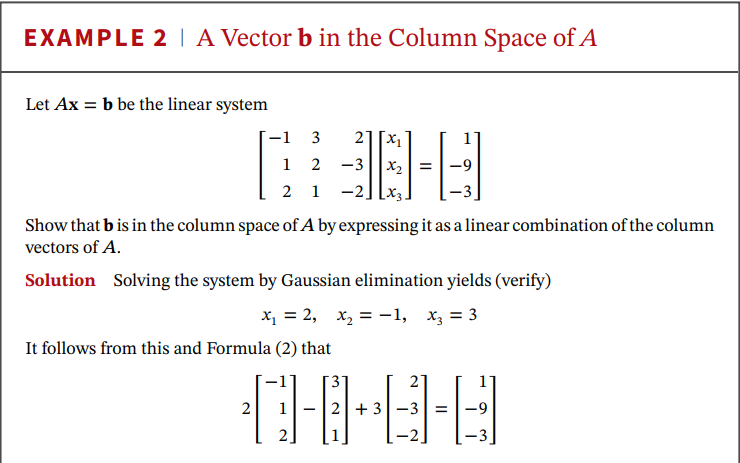 EXAMPLE 2 | A Vector b in the Column Space of A
Let Ax = b be the linear system
[−1 3 2] [x₁] [1]
[1 2 −3] [x₂] = [−9]
[2 1 −2] [x₃] [−3]
Show that b is in the column space of A by expressing it as a linear combination of the column
vectors of A.
Solution Solving the system by Gaussian elimination yields (verify)
x₁ = 2, x₂ = −1, x₃ = 3
It follows from this and Formula (2) that
[−1] [3] [2] [1]
2 [1] − [2] + 3 [−3] = [−9]
[2] [1] [−2] [−3]